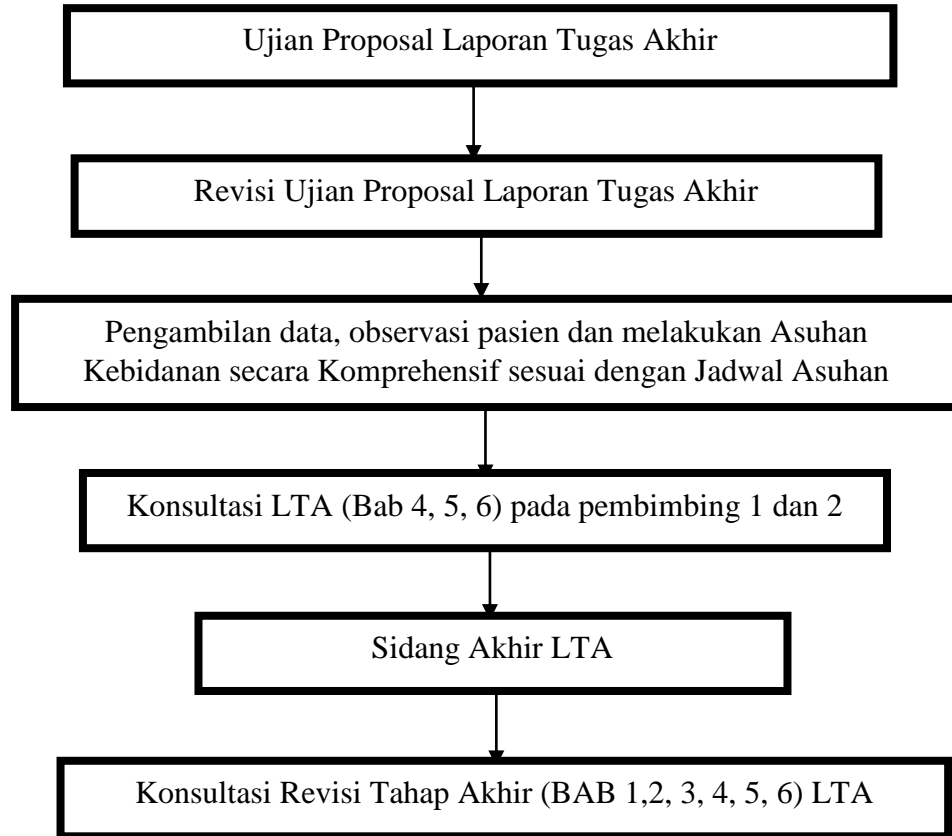 Ujian Proposal Laporan Tugas Akhir
Revisi Ujian Proposal Laporan Tugas Akhir
Pengambilan data, observasi pasien dan melakukan Asuhan
Kebidanan secara Komprehensif sesuai dengan Jadwal Asuhan
Konsultasi LTA (Bab 4, 5, 6) pada pembimbing 1 dan 2
Sidang Akhir LTA
Konsultasi Revisi Tahap Akhir (BAB 1,2, 3, 4, 5, 6) LTA